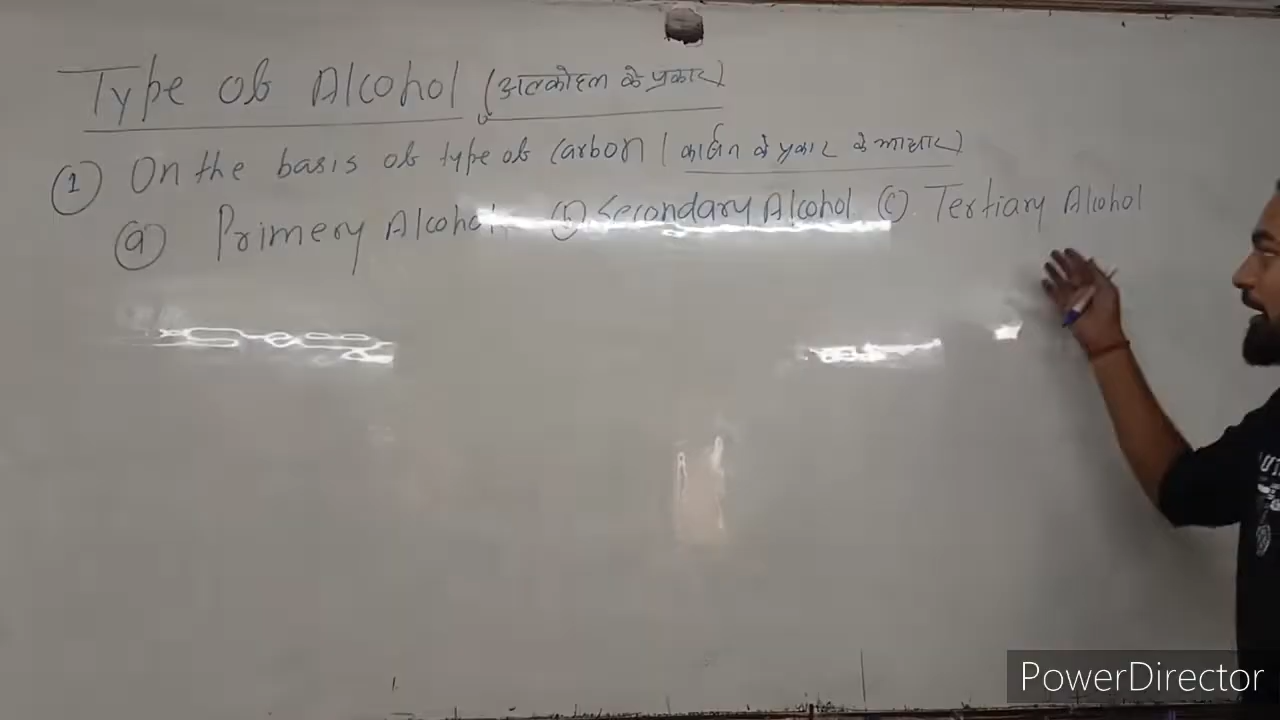 Type of Alcohol (अल्कोहल के प्रकार)
① On the basis of type of Carbon (कार्बन के प्रकार के आधार)
ⓐ Primery Alcohol ⓑ Secondary Alcohol ⓒ Tertiary Alcohol
PowerDirector